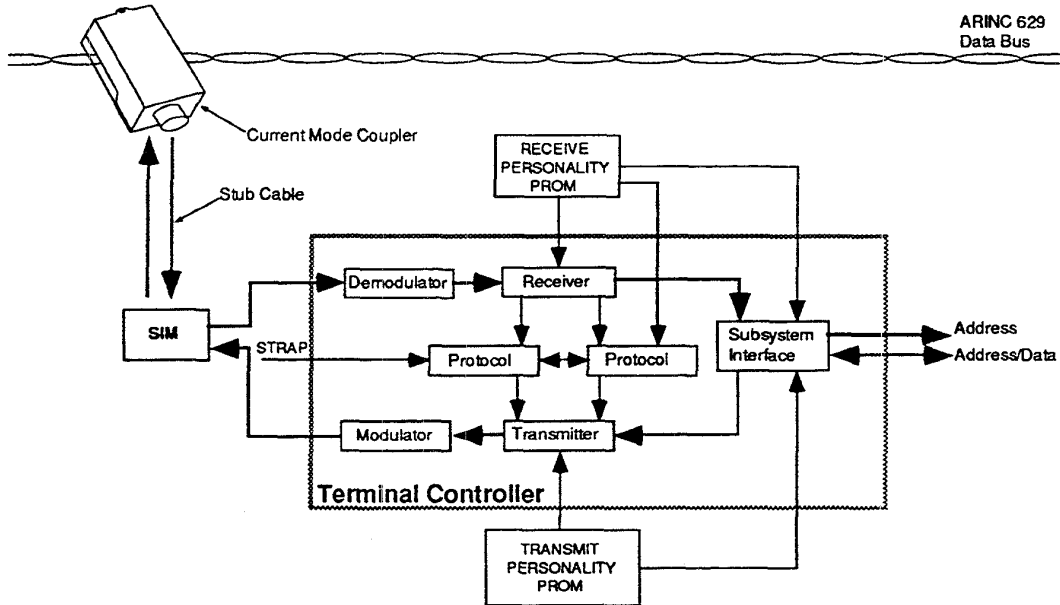 ARINC 629
Data Bus
Current Mode Coupler
Stub Cable
RECEIVE
PERSONALITY
PROM
Demodulator
Receiver
SIM
STRAP
Protocol
Protocol
Subsystem
Interface
Address
Address/Data
Modulator
Transmitter
Terminal Controller
TRANSMIT
PERSONALITY
PROM